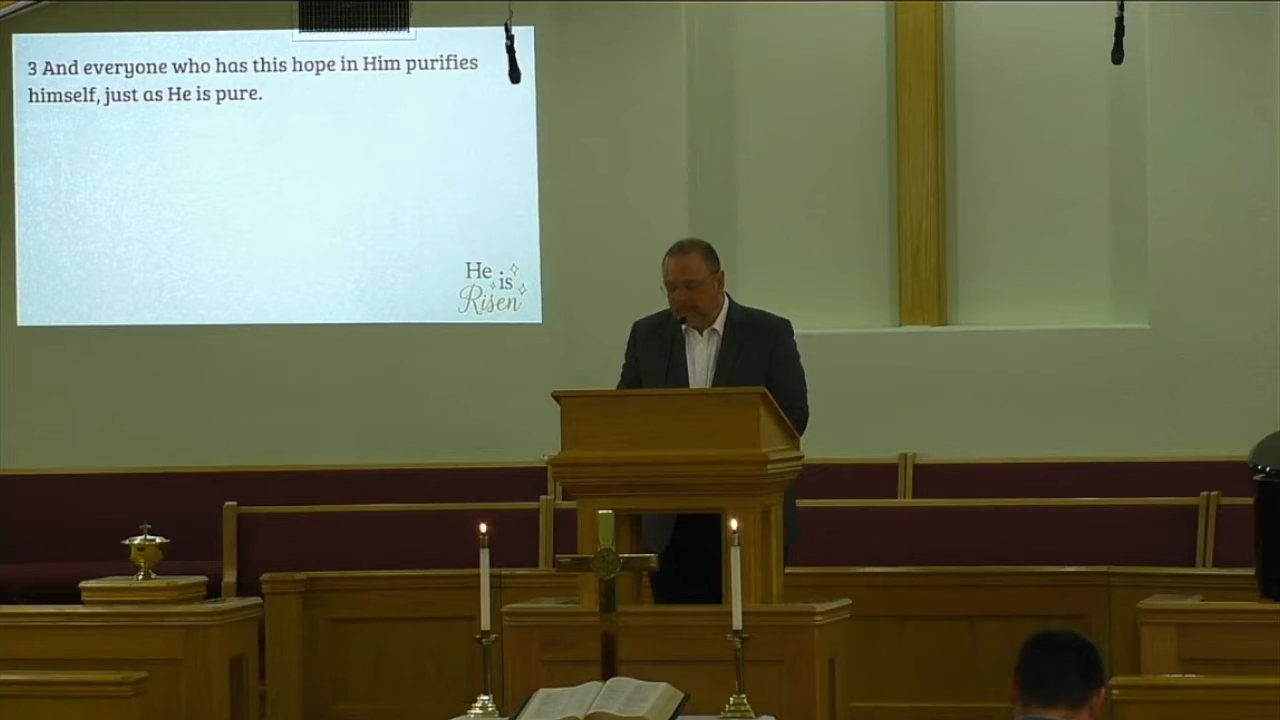 3 And everyone who has this hope in Him purifies
himself, just as He is pure.
He
is
Risen